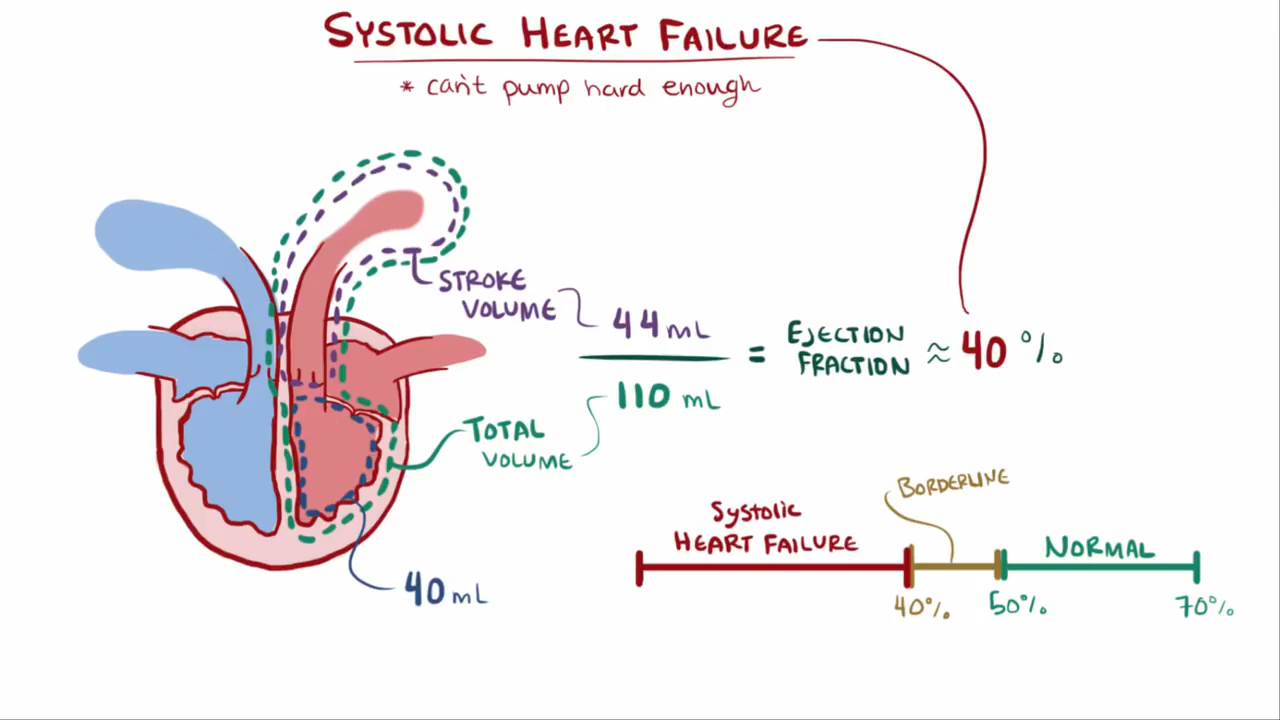 SYSTOLIC HEART FAILURE
* can't pump hard enough
STROKE
VOLUME
44 mL
110 mL
=
EJECTION
FRACTION
≈ 40 %
TOTAL
VOLUME
40 mL
BORDERLINE
Systolic
HEART FAILURE
NORMAL
40%
50%
70%